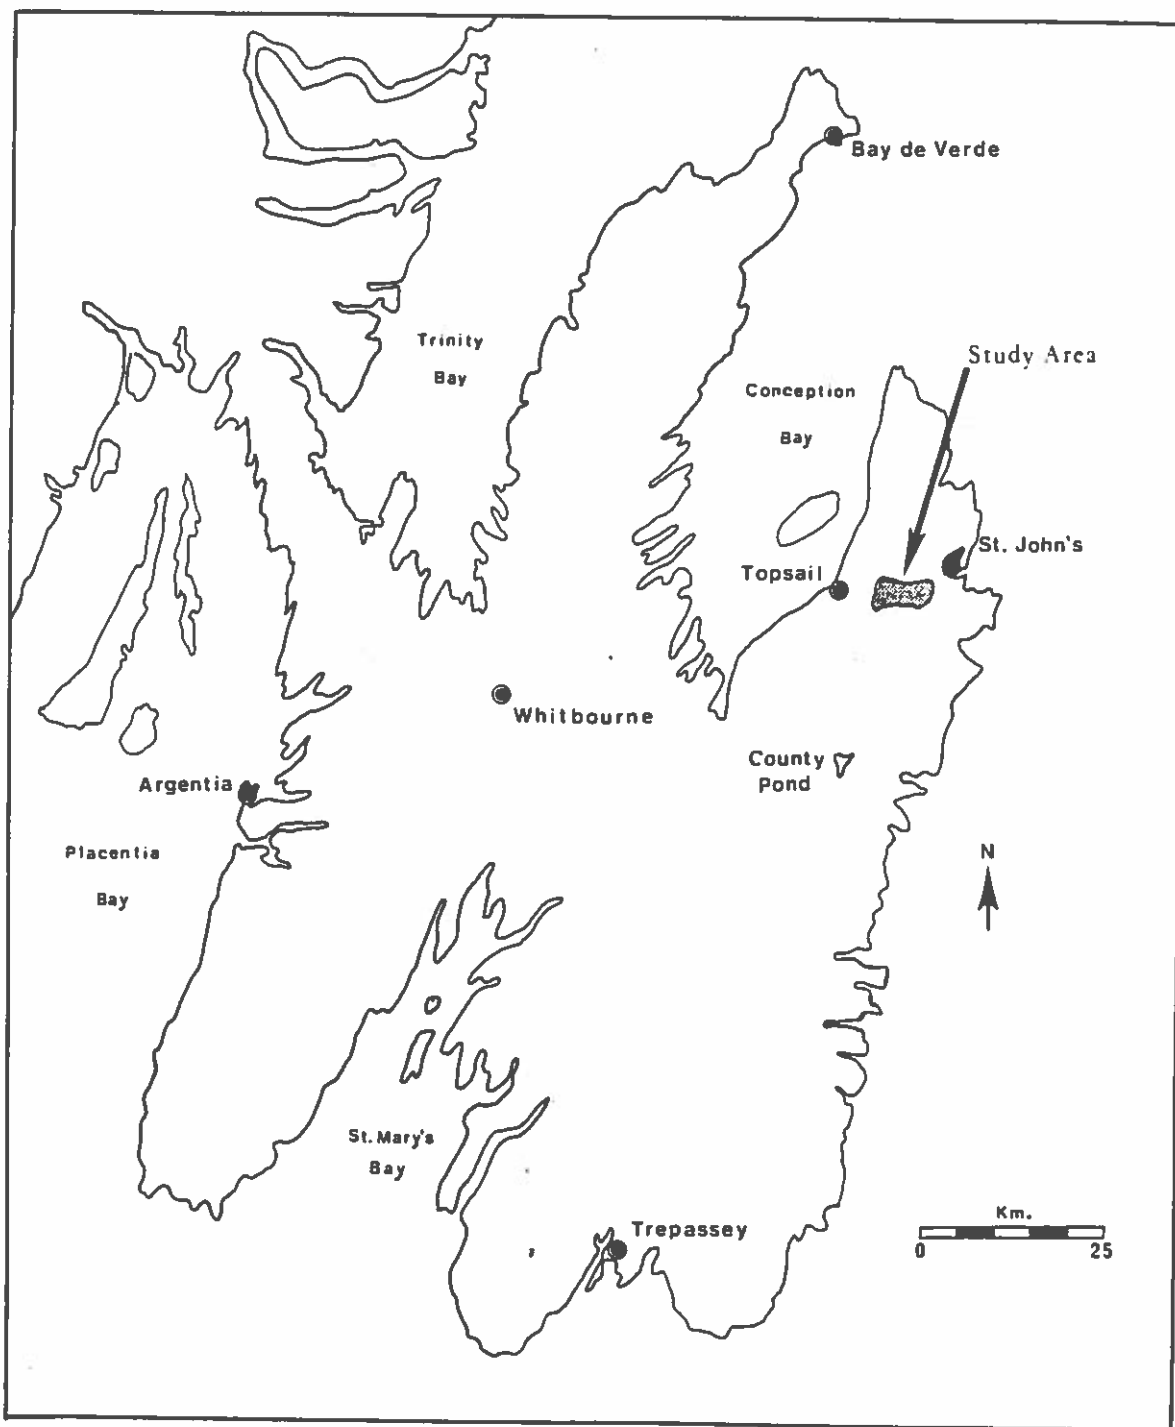 Bay de Verde
Trinity
Bay
Study Area
Conception
Bay
St. John's
Topsail
Whitbourne
County
Pond
Argentia
Placentia
Bay
N
St. Mary's
Bay
Trepassey
Km.
0 25